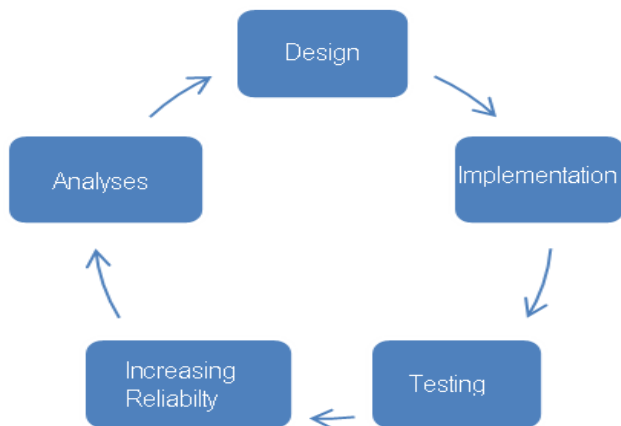 Design
Implementation
Testing
Increasing
Reliabilty
Analyses